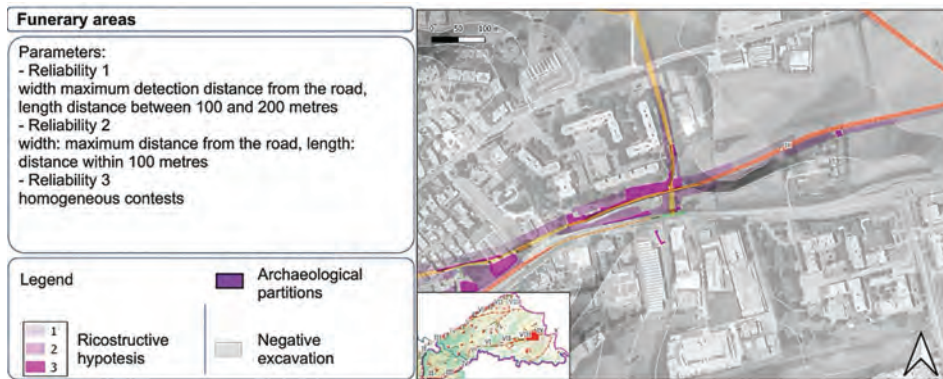 Funerary areas
Parameters:
- Reliability 1
width maximum detection distance from the road,
length distance between 100 and 200 metres
- Reliability 2
width: maximum distance from the road, length:
distance within 100 metres
- Reliability 3
homogeneous contests
Legend
Archaeological
partitions
1
2
3
Ricostructive
hypotesis
Negative
excavation
0 50 100 m